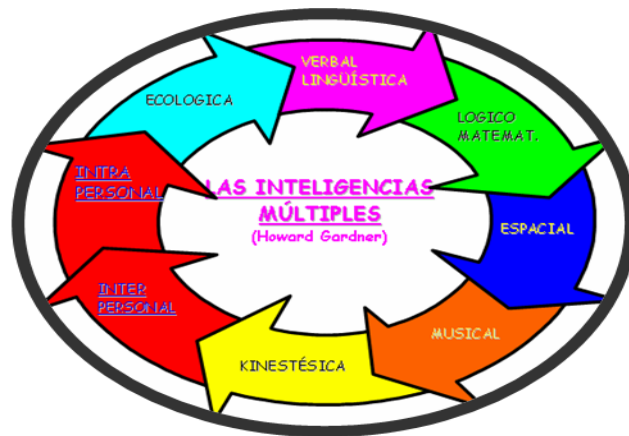 VERBAL
LINGÜÍSTICA
LOGICO
MATEMAT.
ESPACIAL
MUSICAL
KINESTÉSICA
INTER
PERSONAL
INTRA
PERSONAL
ECOLOGICA
LAS INTELIGENCIAS
MÚLTIPLES
(Howard Gardner)